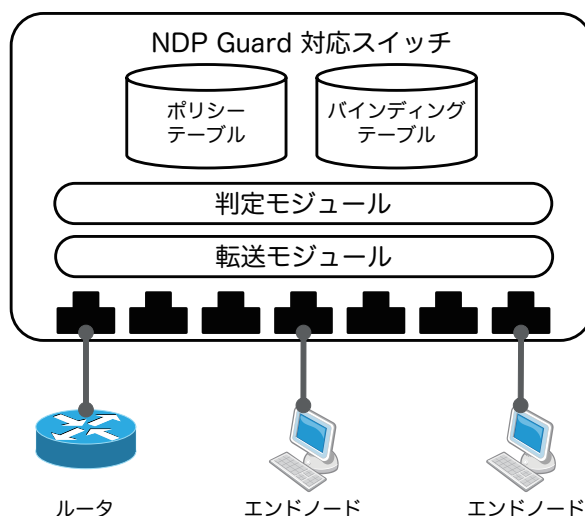 NDP Guard 対応スイッチ
ポリシー
テーブル
バインディング
テーブル
判定モジュール
転送モジュール
ルータ
エンドノード
エンドノード